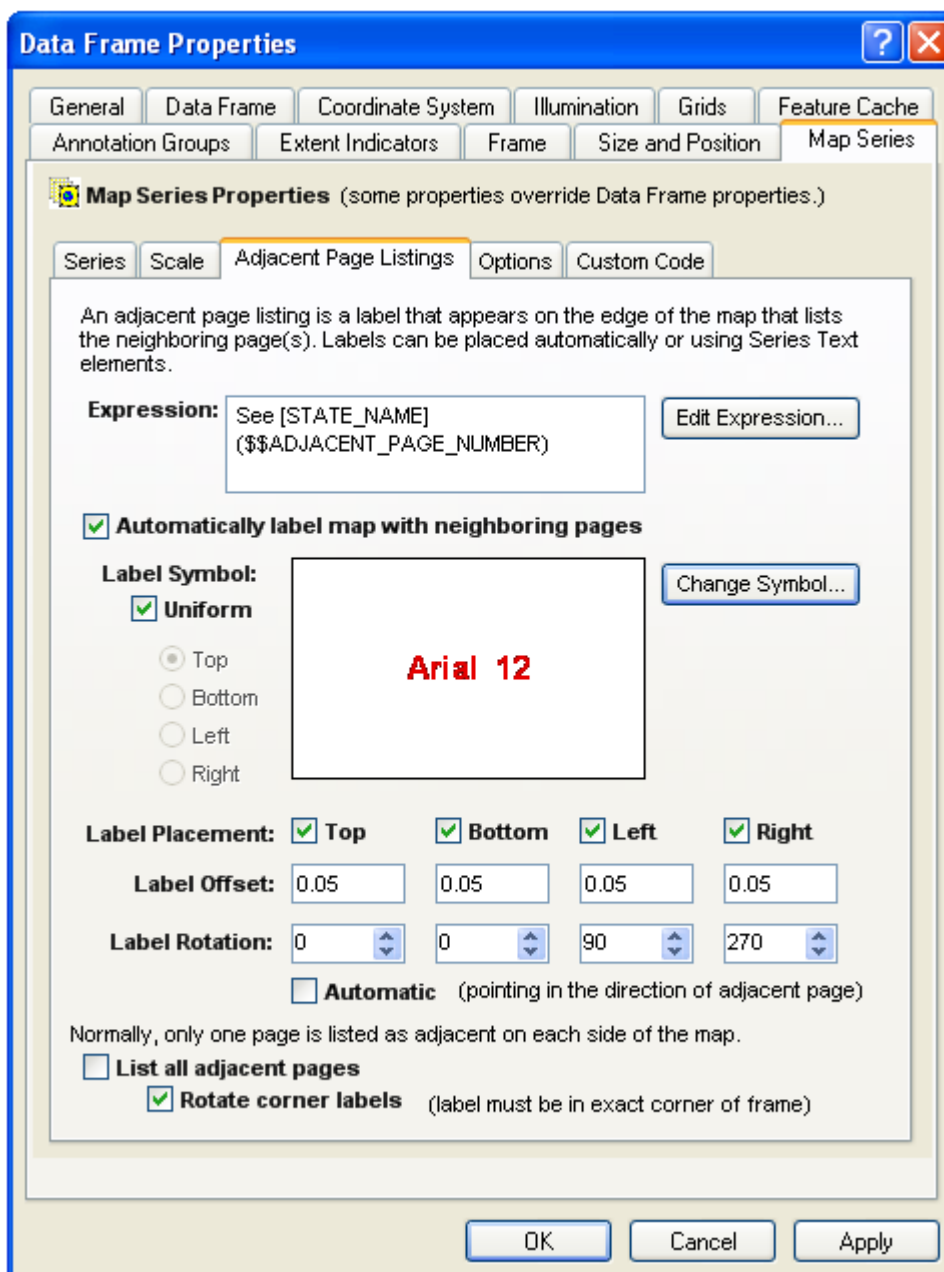 Data Frame Properties
General Data Frame Coordinate System Illumination Grids Feature Cache
Annotation Groups Extent Indicators Frame Size and Position Map Series
Map Series Properties (some properties override Data Frame properties.)
Series Scale Adjacent Page Listings Options Custom Code
An adjacent page listing is a label that appears on the edge of the map that lists
the neighboring page(s). Labels can be placed automatically or using Series Text
elements.
Expression: See [STATE_NAME] Edit Expression...
($$ADJACENT_PAGE_NUMBER)
Automatically label map with neighboring pages
Label Symbol: Change Symbol...
Uniform
Top
Arial 12
Bottom
Left
Right
Label Placement: Top Bottom Left Right
Label Offset: 0.05 0.05 0.05 0.05
Label Rotation: 0 0 90 270
Automatic (pointing in the direction of adjacent page)
Normally, only one page is listed as adjacent on each side of the map.
List all adjacent pages
Rotate corner labels (label must be in exact corner of frame)
OK Cancel Apply